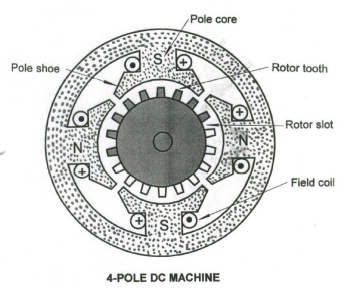 Pole core
S
Pole shoe
Rotor tooth
Rotor slot
N
N
Field coil
S
4-POLE DC MACHINE